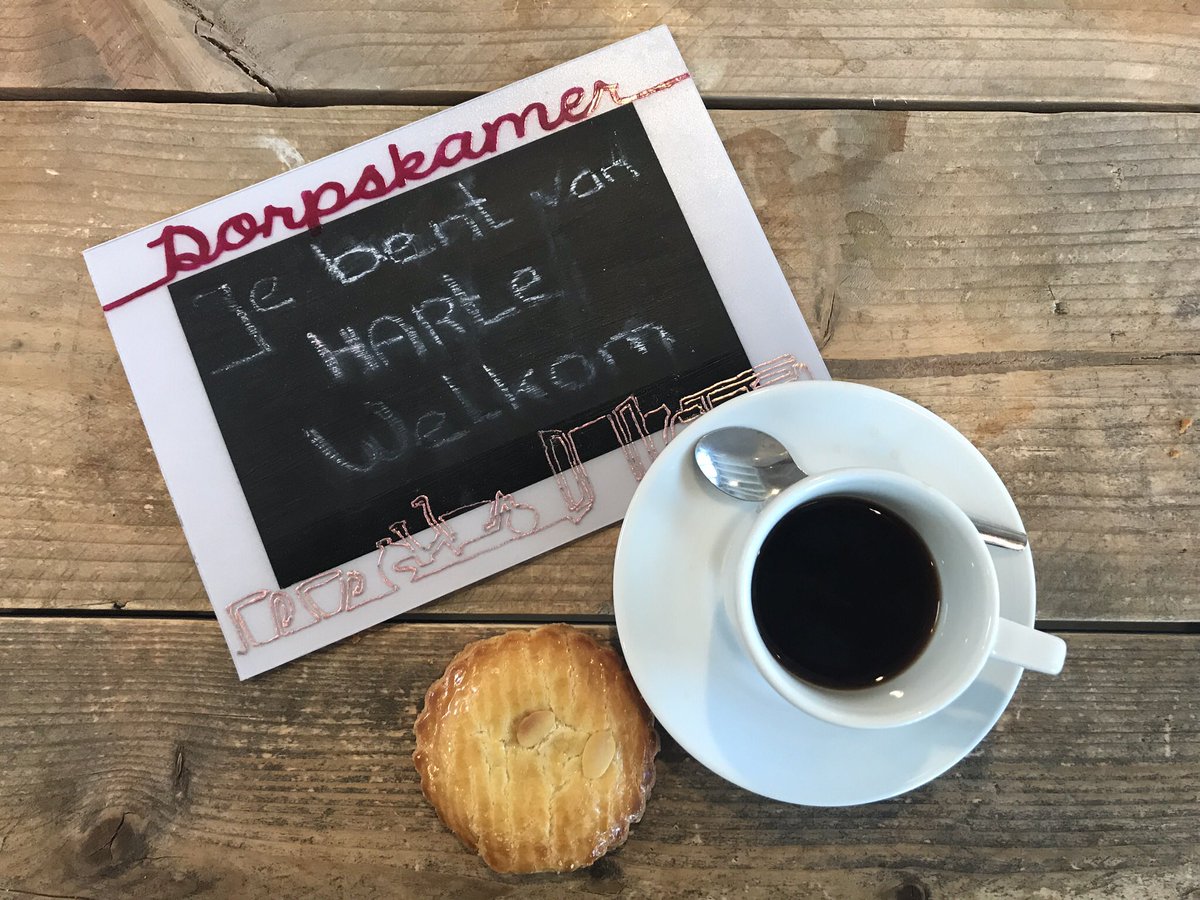 Dorpskamer
Je bent van
HARte
Welkom